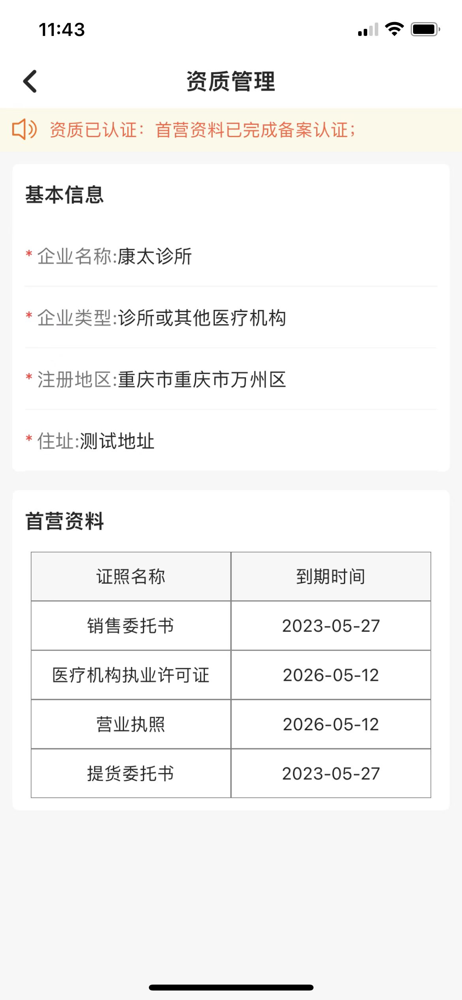 11:43
资质管理
资质已认证：首营资料已完成备案认证；
基本信息
* 企业名称:康太诊所
* 企业类型:诊所或其他医疗机构
* 注册地区:重庆市重庆市万州区
* 住址:测试地址
首营资料
证照名称 到期时间
销售委托书 2023-05-27
医疗机构执业许可证 2026-05-12
营业执照 2026-05-12
提货委托书 2023-05-27